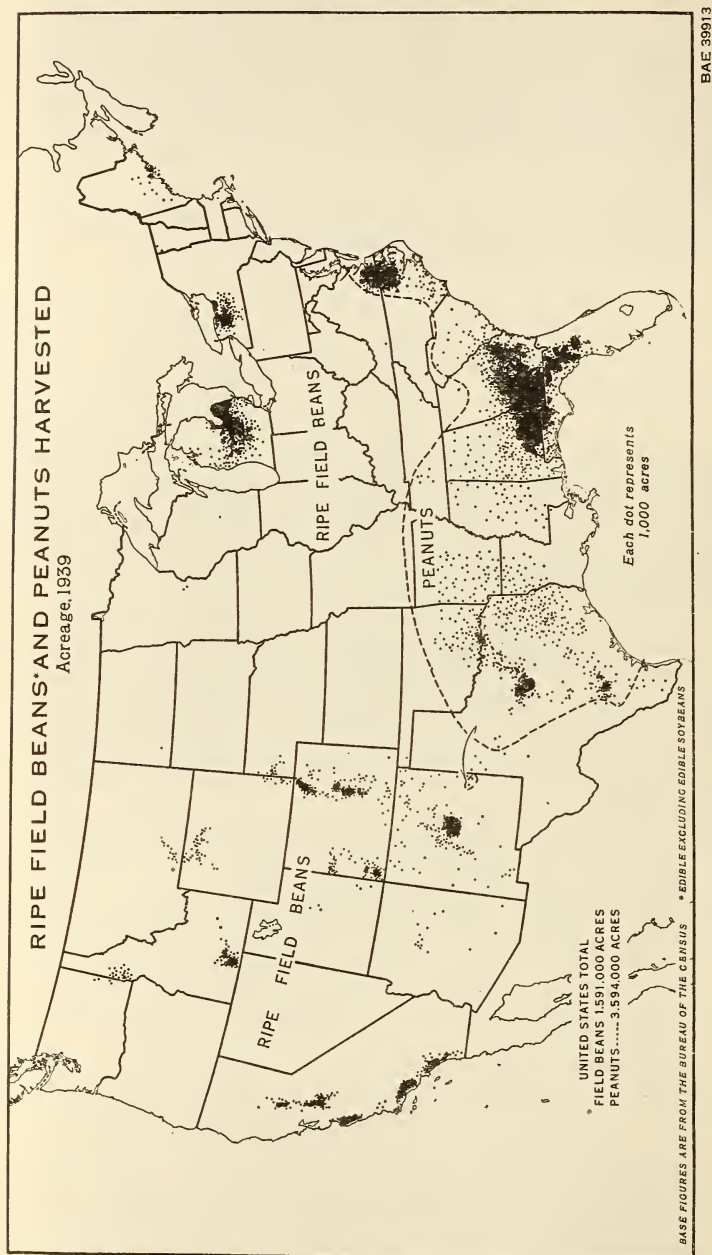 RIPE FIELD BEANS* AND PEANUTS HARVESTED
Acreage, 1939
RIPE FIELD BEANS
RIPE FIELD BEANS
PEANUTS
Each dot represents
1,000 acres
UNITED STATES TOTAL
FIELD BEANS 1.591.000 ACRES
PEANUTS ----- 3.594.000 ACRES
BASE FIGURES ARE FROM THE BUREAU OF THE CENSUS
* EDIBLE EXCLUDING EDIBLE SOYBEANS
BAE 39913